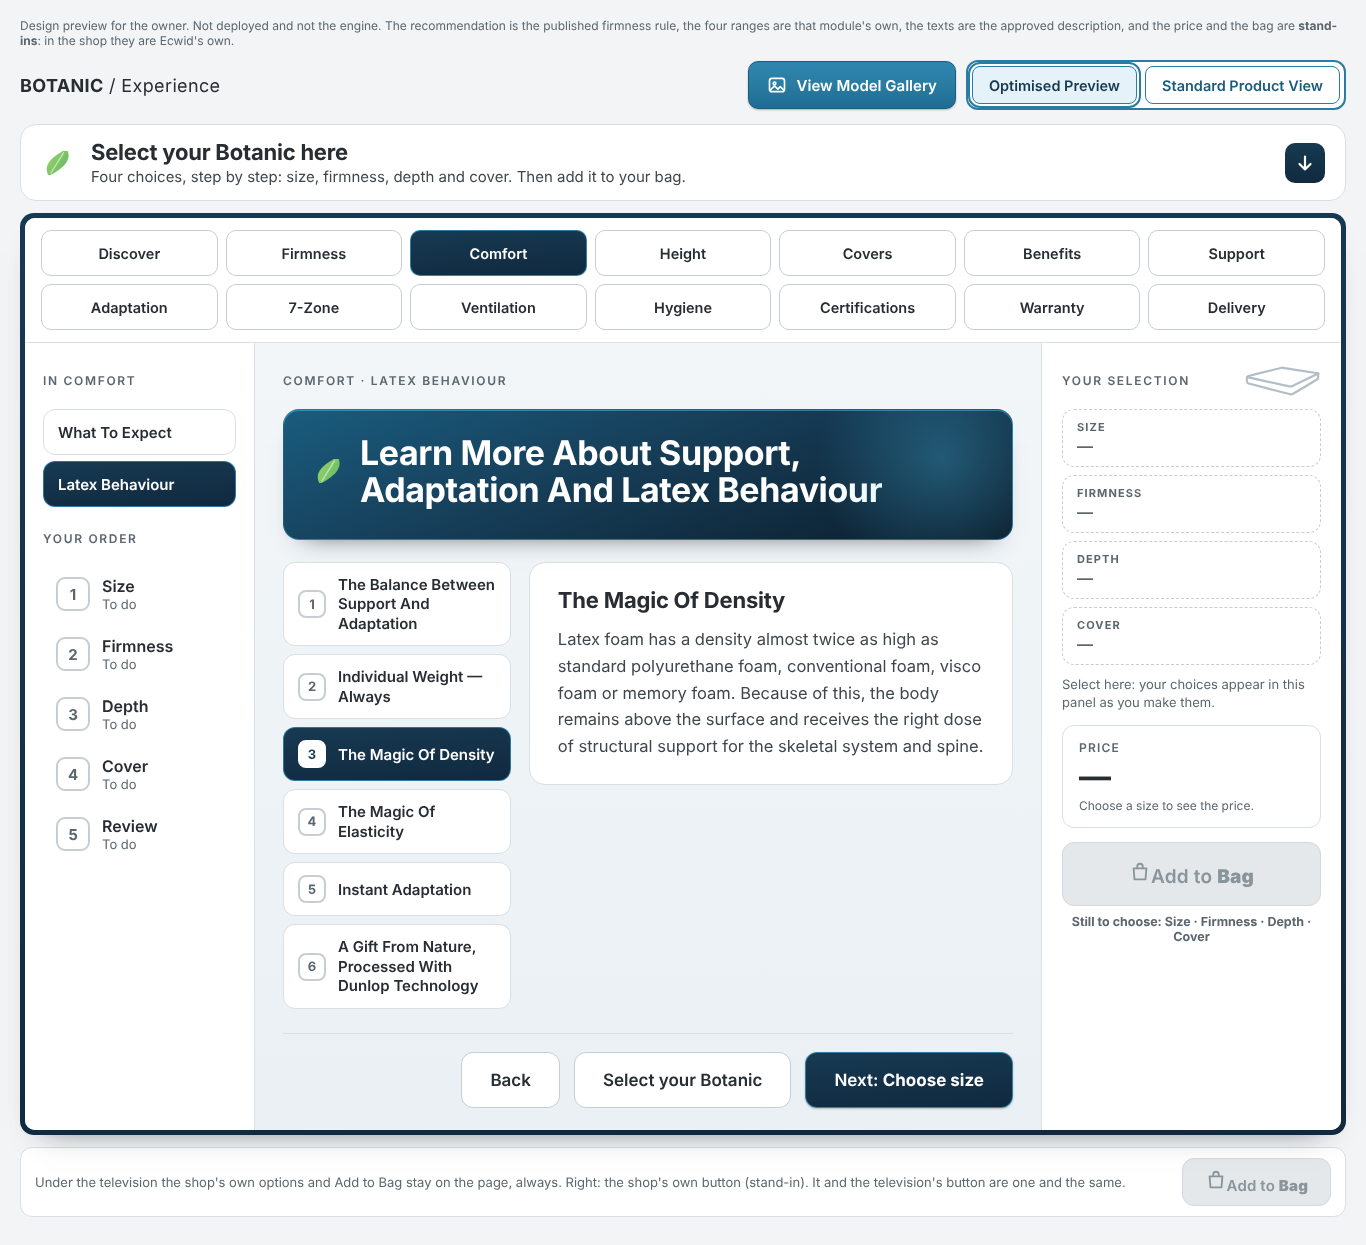 Design preview for the owner. Not deployed and not the engine. The recommendation is the published firmness rule, the four ranges are that module's own, the texts are the approved description, and the price and the bag are stand-
ins: in the shop they are Ecwid's own.
BOTANIC / Experience
View Model Gallery
Optimised Preview
Standard Product View
Select your Botanic here
Four choices, step by step: size, firmness, depth and cover. Then add it to your bag.
Discover
Firmness
Comfort
Height
Covers
Benefits
Support
Adaptation
7-Zone
Ventilation
Hygiene
Certifications
Warranty
Delivery
IN COMFORT
What To Expect
Latex Behaviour
YOUR ORDER
1
Size
To do
2
Firmness
To do
3
Depth
To do
4
Cover
To do
5
Review
To do
COMFORT · LATEX BEHAVIOUR
Learn More About Support,
Adaptation And Latex Behaviour
1
The Balance Between
Support And
Adaptation
2
Individual Weight —
Always
3
The Magic Of Density
4
The Magic Of
Elasticity
5
Instant Adaptation
6
A Gift From Nature,
Processed With
Dunlop Technology
The Magic Of Density
Latex foam has a density almost twice as high as
standard polyurethane foam, conventional foam, visco
foam or memory foam. Because of this, the body
remains above the surface and receives the right dose
of structural support for the skeletal system and spine.
Back
Select your Botanic
Next: Choose size
YOUR SELECTION
SIZE
—
FIRMNESS
—
DEPTH
—
COVER
—
Select here: your choices appear in this
panel as you make them.
PRICE
—
Choose a size to see the price.
Add to Bag
Still to choose: Size · Firmness · Depth ·
Cover
Under the television the shop's own options and Add to Bag stay on the page, always. Right: the shop's own button (stand-in). It and the television's button are one and the same.
Add to Bag